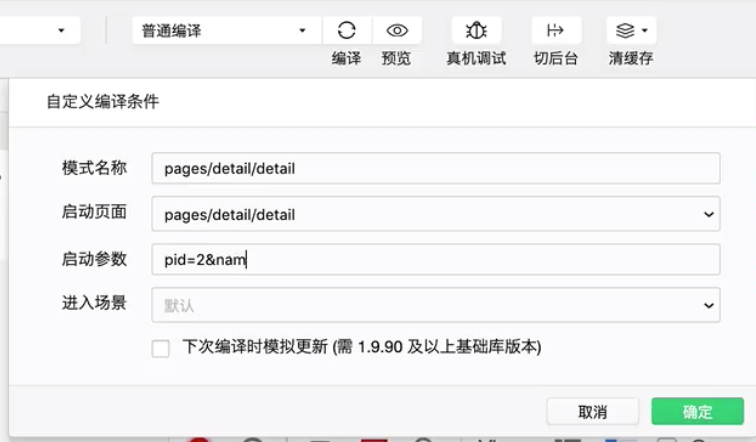 普通编译
编译 预览 真机调试 切后台 清缓存
自定义编译条件
模式名称 pages/detail/detail
启动页面 pages/detail/detail
启动参数 pid=2&nam
进入场景 默认
下次编译时模拟更新 (需 1.9.90 及以上基础库版本)
取消 确定